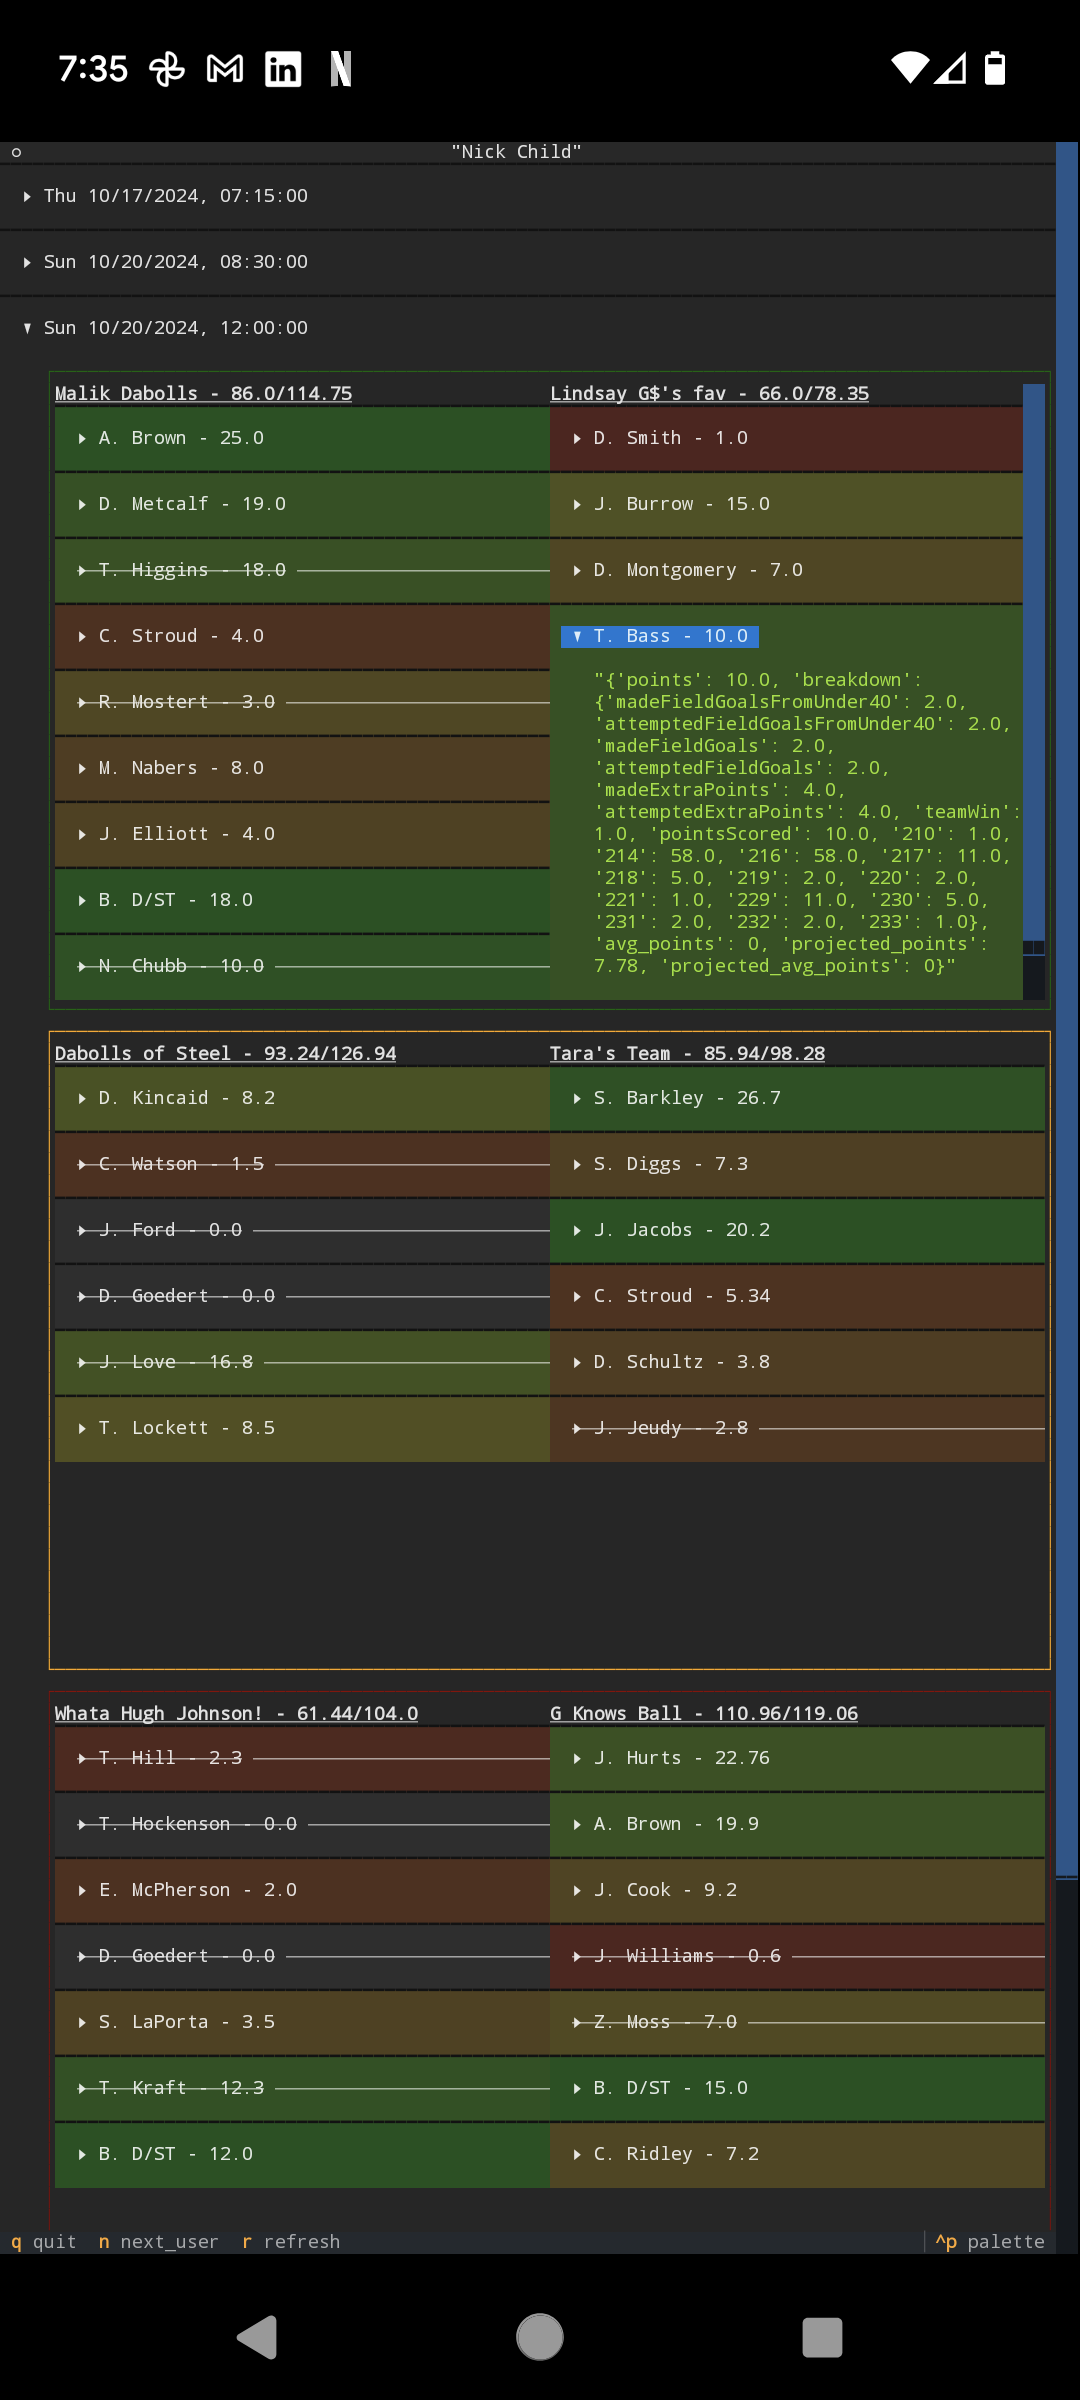 7:35
"Nick Child"
Thu 10/17/2024, 07:15:00
Sun 10/20/2024, 08:30:00
Sun 10/20/2024, 12:00:00
Malik Dabolls - 86.0/114.75
A. Brown - 25.0
D. Metcalf - 19.0
T. Higgins - 18.0
C. Stroud - 4.0
R. Mostert - 3.0
M. Nabers - 8.0
J. Elliott - 4.0
B. D/ST - 18.0
N. Chubb - 10.0
Lindsay G$'s fav - 66.0/78.35
D. Smith - 1.0
J. Burrow - 15.0
D. Montgomery - 7.0
T. Bass - 10.0
"{'points': 10.0, 'breakdown':
{'madeFieldGoalsFromUnder40': 2.0,
'attemptedFieldGoalsFromUnder40': 2.0,
'madeFieldGoals': 2.0,
'attemptedFieldGoals': 2.0,
'madeExtraPoints': 4.0,
'attemptedExtraPoints': 4.0, 'teamWin':
1.0, 'pointsScored': 10.0, '210': 1.0,
'214': 58.0, '216': 58.0, '217': 11.0,
'218': 5.0, '219': 2.0, '220': 2.0,
'221': 1.0, '229': 11.0, '230': 5.0,
'231': 2.0, '232': 2.0, '233': 1.0},
'avg_points': 0, 'projected_points':
7.78, 'projected_avg_points': 0}"
Dabolls of Steel - 93.24/126.94
D. Kincaid - 8.2
C. Watson - 1.5
J. Ford - 0.0
D. Goedert - 0.0
J. Love - 16.8
T. Lockett - 8.5
Tara's Team - 85.94/98.28
S. Barkley - 26.7
S. Diggs - 7.3
J. Jacobs - 20.2
C. Stroud - 5.34
D. Schultz - 3.8
J. Jeudy - 2.8
Whata Hugh Johnson! - 61.44/104.0
T. Hill - 2.3
T. Hockenson - 0.0
E. McPherson - 2.0
D. Goedert - 0.0
S. LaPorta - 3.5
T. Kraft - 12.3
B. D/ST - 12.0
G Knows Ball - 110.96/119.06
J. Hurts - 22.76
A. Brown - 19.9
J. Cook - 9.2
J. Williams - 0.6
Z. Moss - 7.0
B. D/ST - 15.0
C. Ridley - 7.2
q quit n next_user r refresh ^p palette